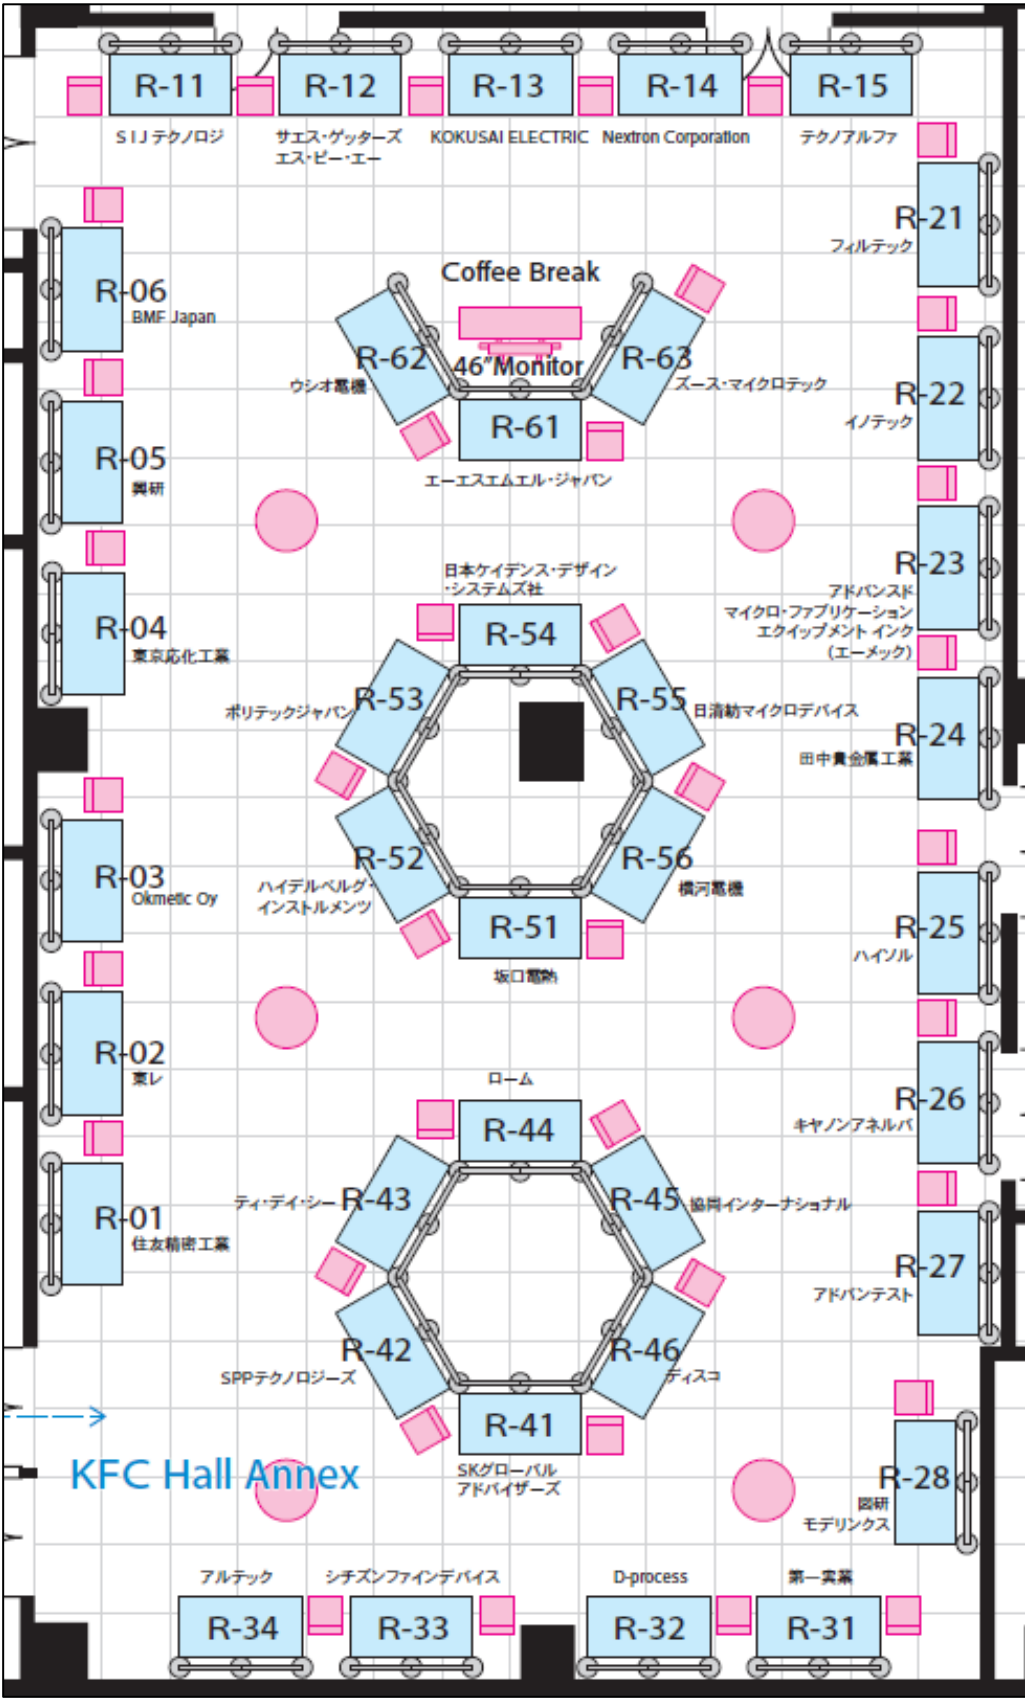 R-11
R-12
R-13
R-14
R-15
SIJテクノロジ
サエス・ゲッターズ
エス・ピー・エー
KOKUSAI ELECTRIC
Nextron Corporation
テクノアルファ
R-21
フィルテック
R-06
BMF Japan
Coffee Break
46"Monitor
R-62
ウシオ電機
R-63
ズース・マイクロテック
R-61
エーエスエムエル・ジャパン
R-22
イノテック
R-05
興研
R-23
アドバンスド
マイクロ・ファブリケーション
エクイップメント インク
(エーメック)
R-04
東京応化工業
日本ケイデンス・デザイン
・システムズ社
R-54
R-53
ポリテックジャパン
R-55
日清紡マイクロデバイス
R-24
田中貴金属工業
R-03
Okmetic Oy
R-52
ハイデルベルグ・
インストルメンツ
R-56
横河電機
R-51
坂口電熱
R-25
ハイソル
R-02
東レ
R-26
キヤノンアネルバ
ローム
R-44
R-43
ティ・デイ・シー
R-45
協同インターナショナル
R-01
住友精密工業
R-27
アドバンテスト
R-42
SPPテクノロジーズ
R-46
ディスコ
R-41
SKグローバル
アドバイザーズ
KFC Hall Annex
R-28
図研
モデリンクス
アルテック
シチズンファインデバイス
D-process
第一実業
R-34
R-33
R-32
R-31